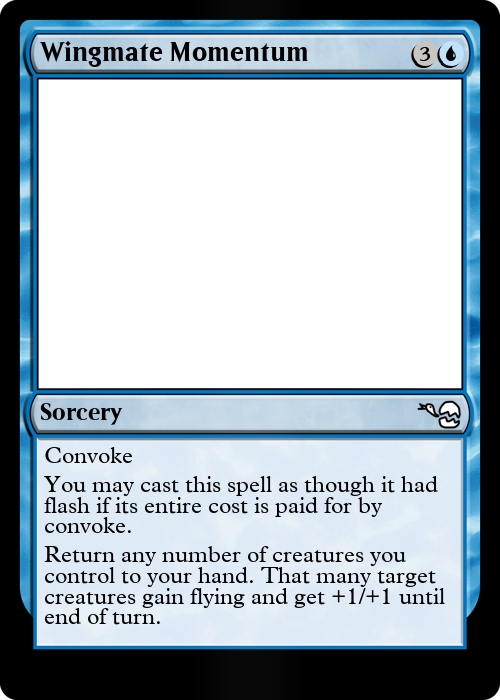 Wingmate Momentum 3
Sorcery
Convoke
You may cast this spell as though it had
flash if its entire cost is paid for by
convoke.
Return any number of creatures you
control to your hand. That many target
creatures gain flying and get +1/+1 until
end of turn.